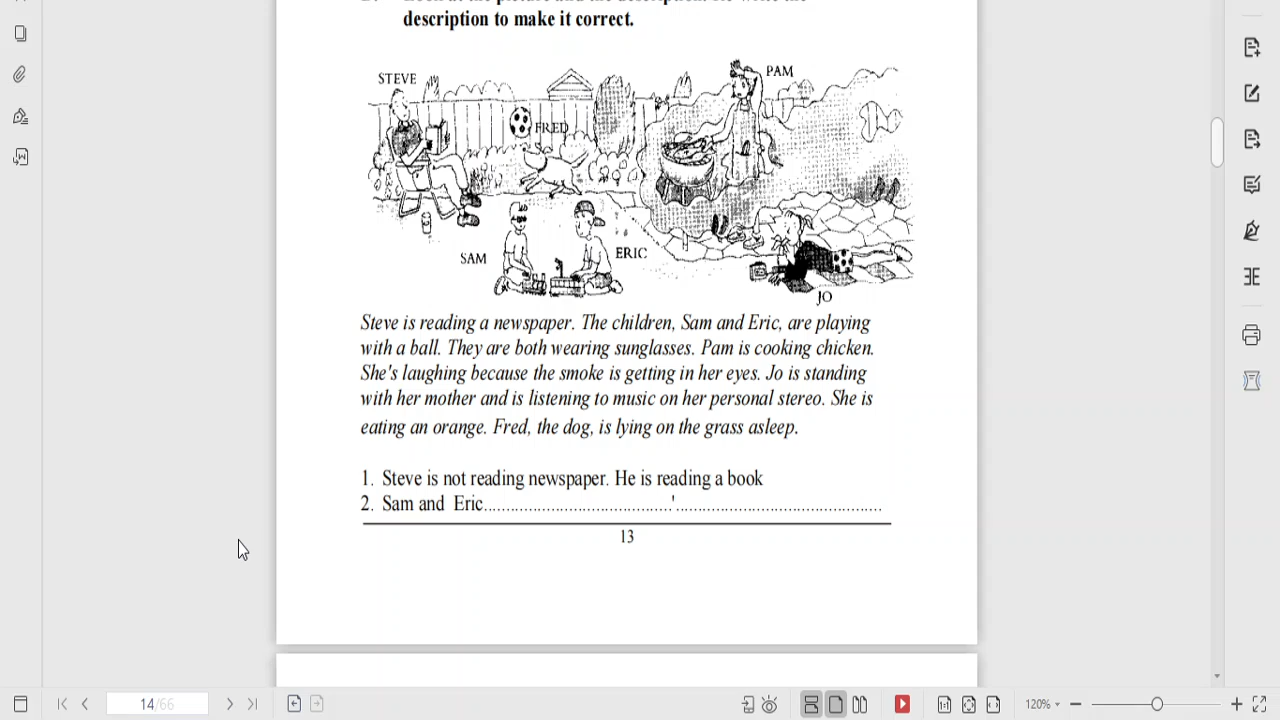 description to make it correct.
STEVE
PAM
FRED
SAM
ERIC
JO
Steve is reading a newspaper. The children, Sam and Eric, are playing
with a ball. They are both wearing sunglasses. Pam is cooking chicken.
She's laughing because the smoke is getting in her eyes. Jo is standing
with her mother and is listening to music on her personal stereo. She is
eating an orange. Fred, the dog, is lying on the grass asleep.
1. Steve is not reading newspaper. He is reading a book
2. Sam and Eric..........................................'..............................................
13
14/66
1:1
120%